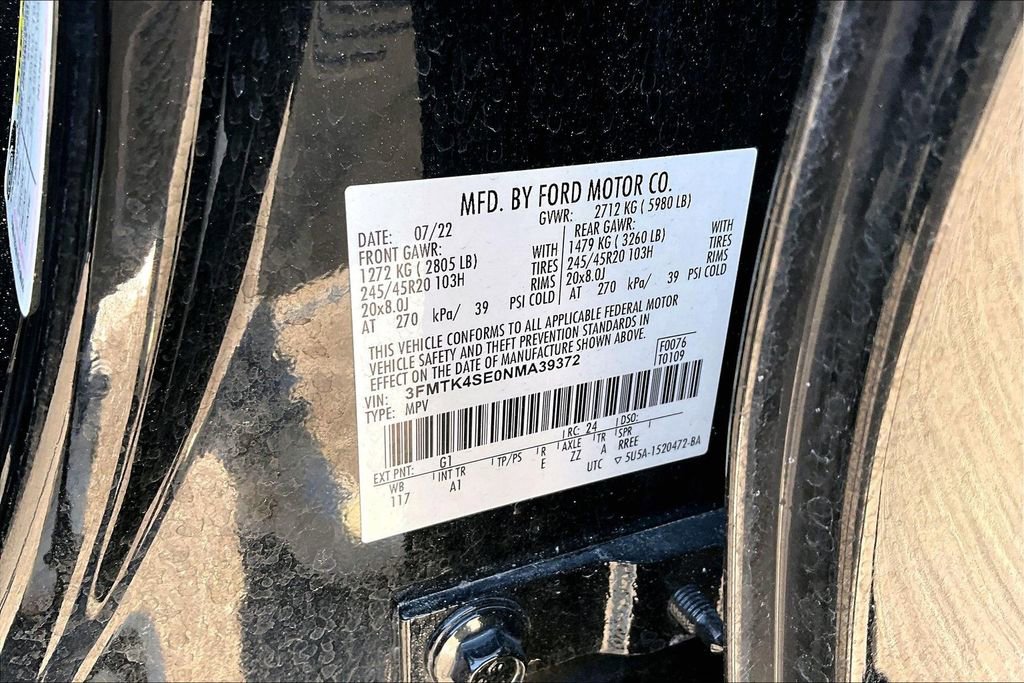 MFD. BY FORD MOTOR CO.
DATE: 07/22 GVWR: 2712 KG ( 5980 LB)
FRONT GAWR: WITH REAR GAWR: WITH
1272 KG ( 2805 LB) TIRES 1479 KG ( 3260 LB) TIRES
245/45R20 103H RIMS 245/45R20 103H RIMS
20x8.0J PSI COLD 20x8.0J PSI COLD
AT 270 kPa/ 39 AT 270 kPa/ 39
THIS VEHICLE CONFORMS TO ALL APPLICABLE FEDERAL MOTOR
VEHICLE SAFETY AND THEFT PREVENTION STANDARDS IN
EFFECT ON THE DATE OF MANUFACTURE SHOWN ABOVE.
VIN: 3FMTK4SE0NMA39372 F0076
TYPE: MPV T0109
EXT PNT: G1 RC: 24 DSO:
WB INT TR TP/PS R AXLE TR SPR
117 A1 E ZZ A RREE
UTC ▽ 5U5A-1520472-BA